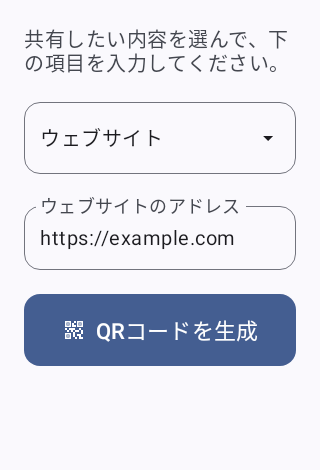 共有したい内容を選んで、下
の項目を入力してください。
ウェブサイト
ウェブサイトのアドレス
https://example.com
QRコードを生成